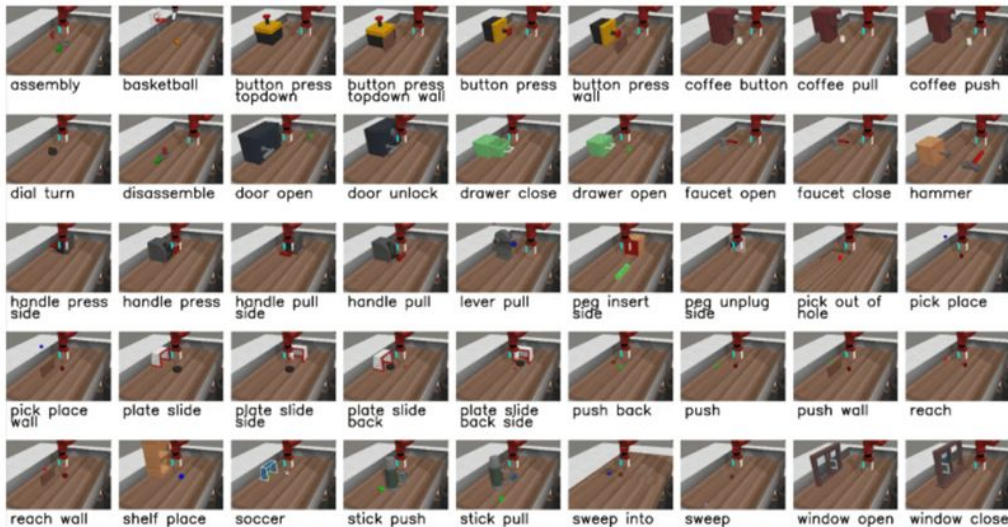 assembly
basketball
button press
topdown
button press
topdown wall
button press
button press
wall
coffee button
coffee pull
coffee push
dial turn
disassemble
door open
door unlock
drawer close
drawer open
faucet open
faucet close
hammer
handle press
side
handle press
handle pull
side
handle pull
lever pull
peg insert
side
peg unplug
side
pick out of
hole
pick place
pick place
wall
plate slide
plate slide
side
plate slide
back
plate slide
back side
push back
push
push wall
reach
reach wall
shelf place
soccer
stick push
stick pull
sweep into
sweep
window open
window close